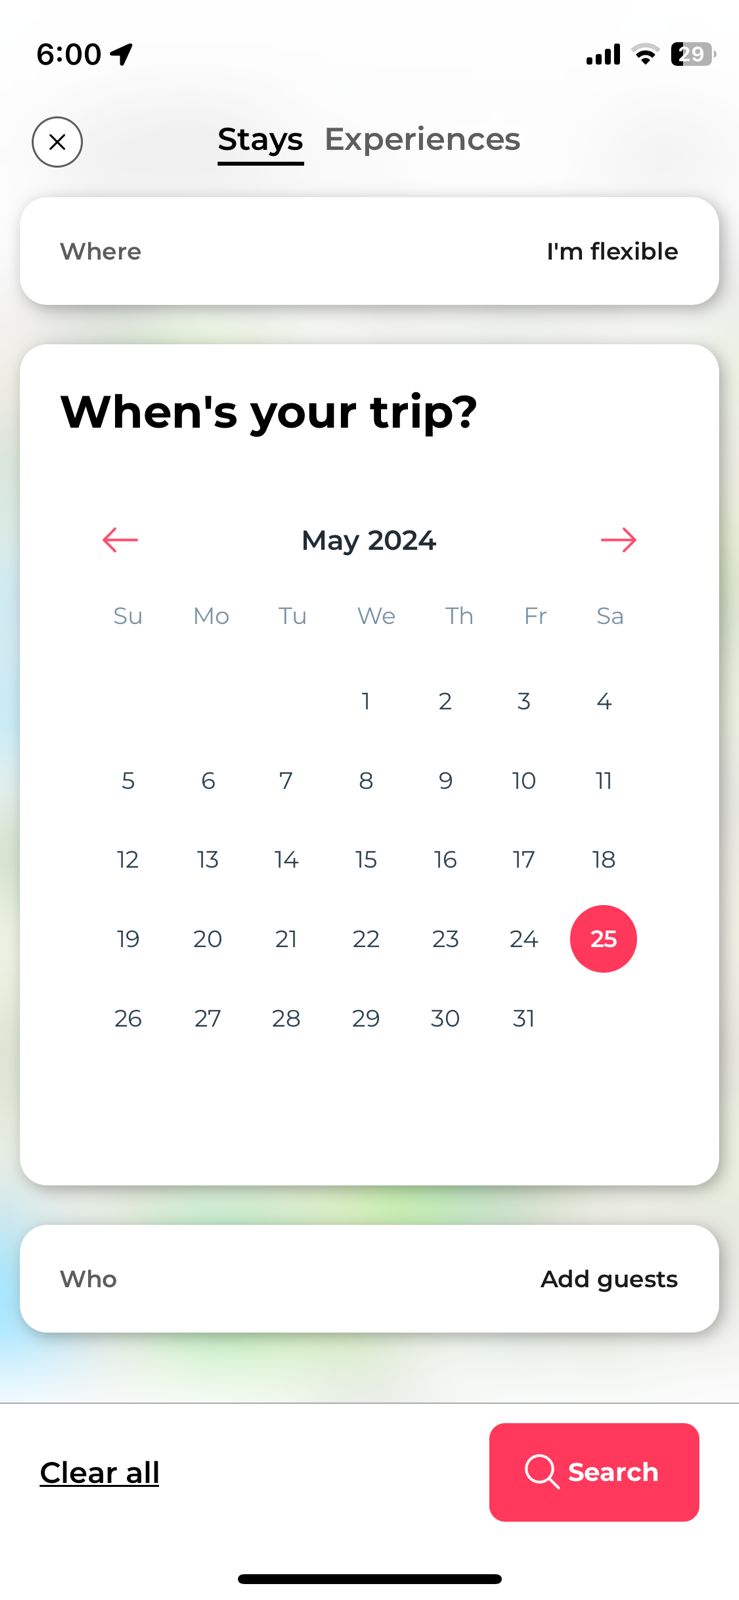 6:00 29
Stays Experiences
Where I'm flexible
When's your trip?
May 2024
Su Mo Tu We Th Fr Sa
1 2 3 4
5 6 7 8 9 10 11
12 13 14 15 16 17 18
19 20 21 22 23 24 25
26 27 28 29 30 31
Who Add guests
Clear all Search